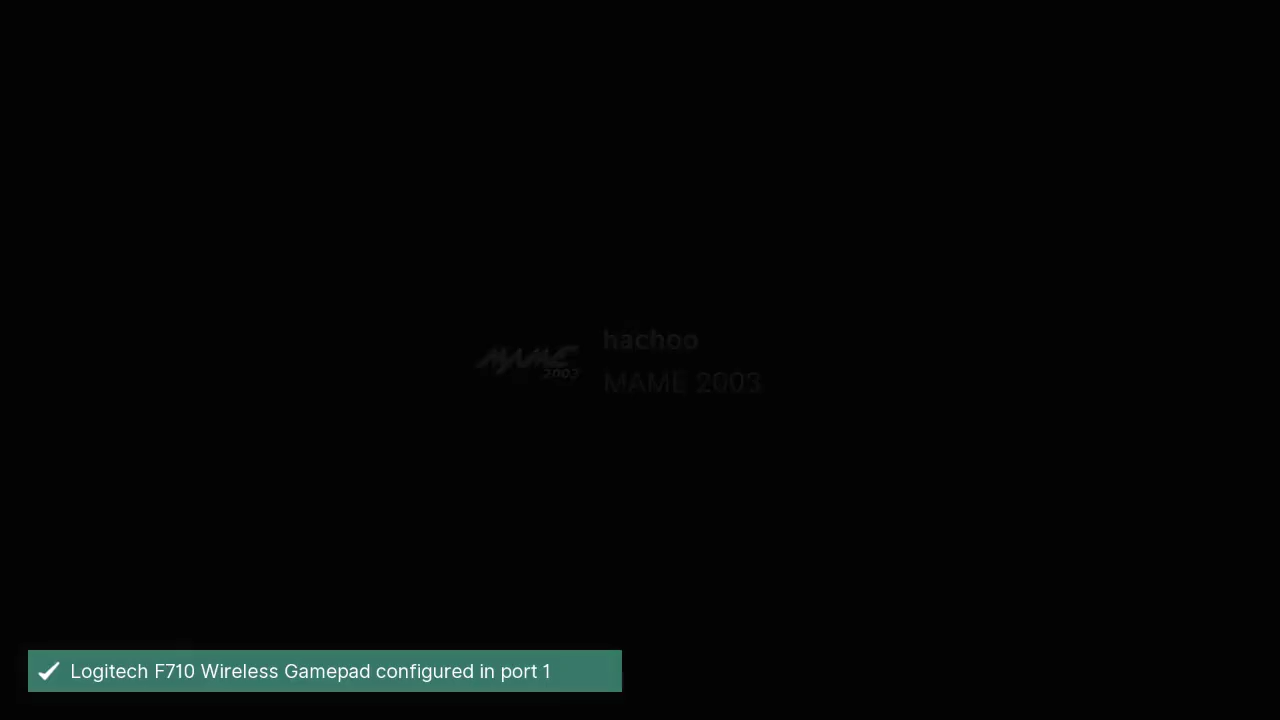 hachoo
MAME
2003
MAME 2003
Logitech F710 Wireless Gamepad configured in port 1